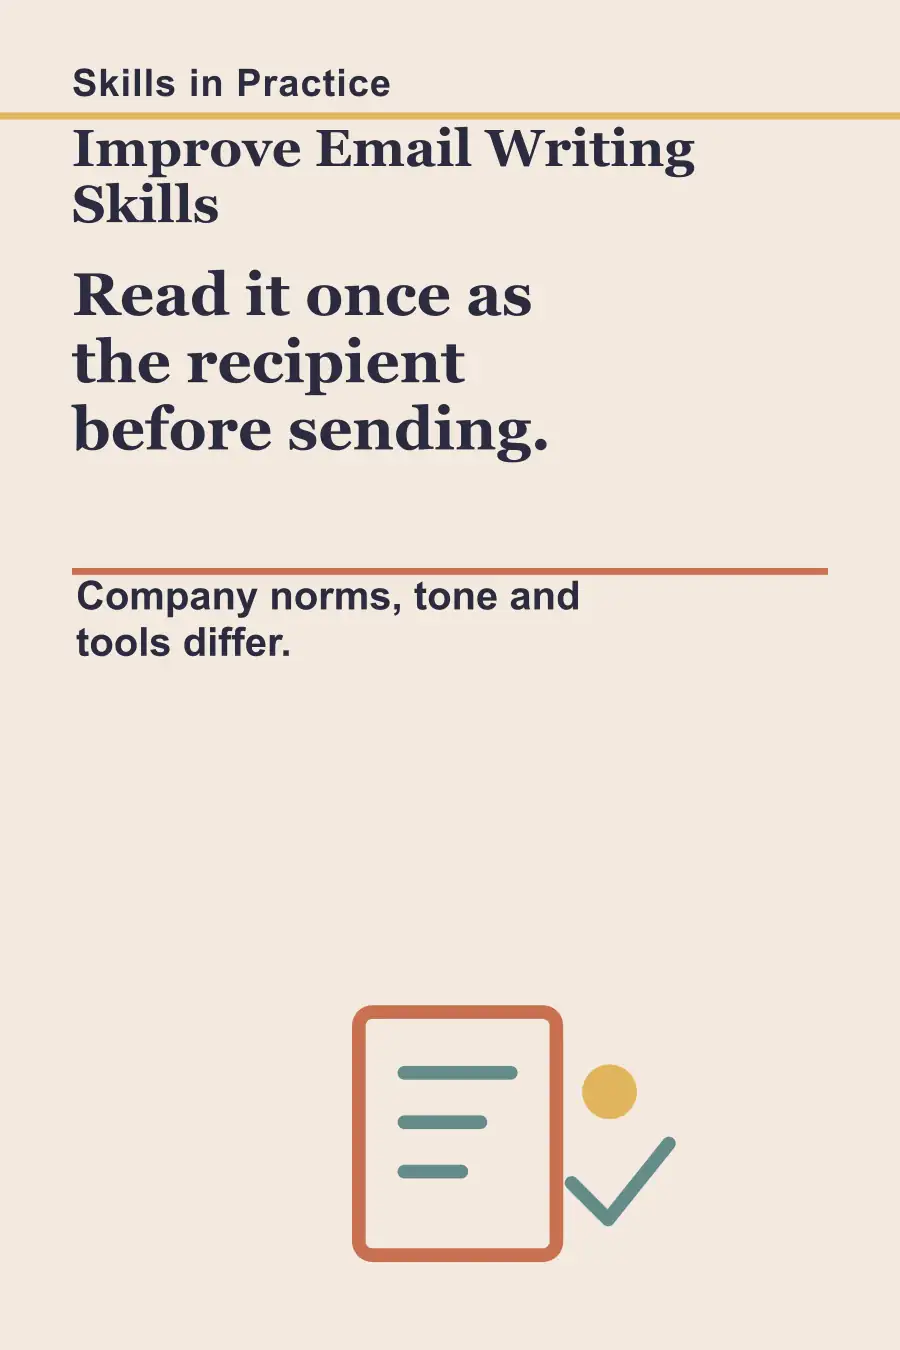 Skills in Practice
Improve Email Writing
Skills
Read it once as
the recipient
before sending.
Company norms, tone and
tools differ.